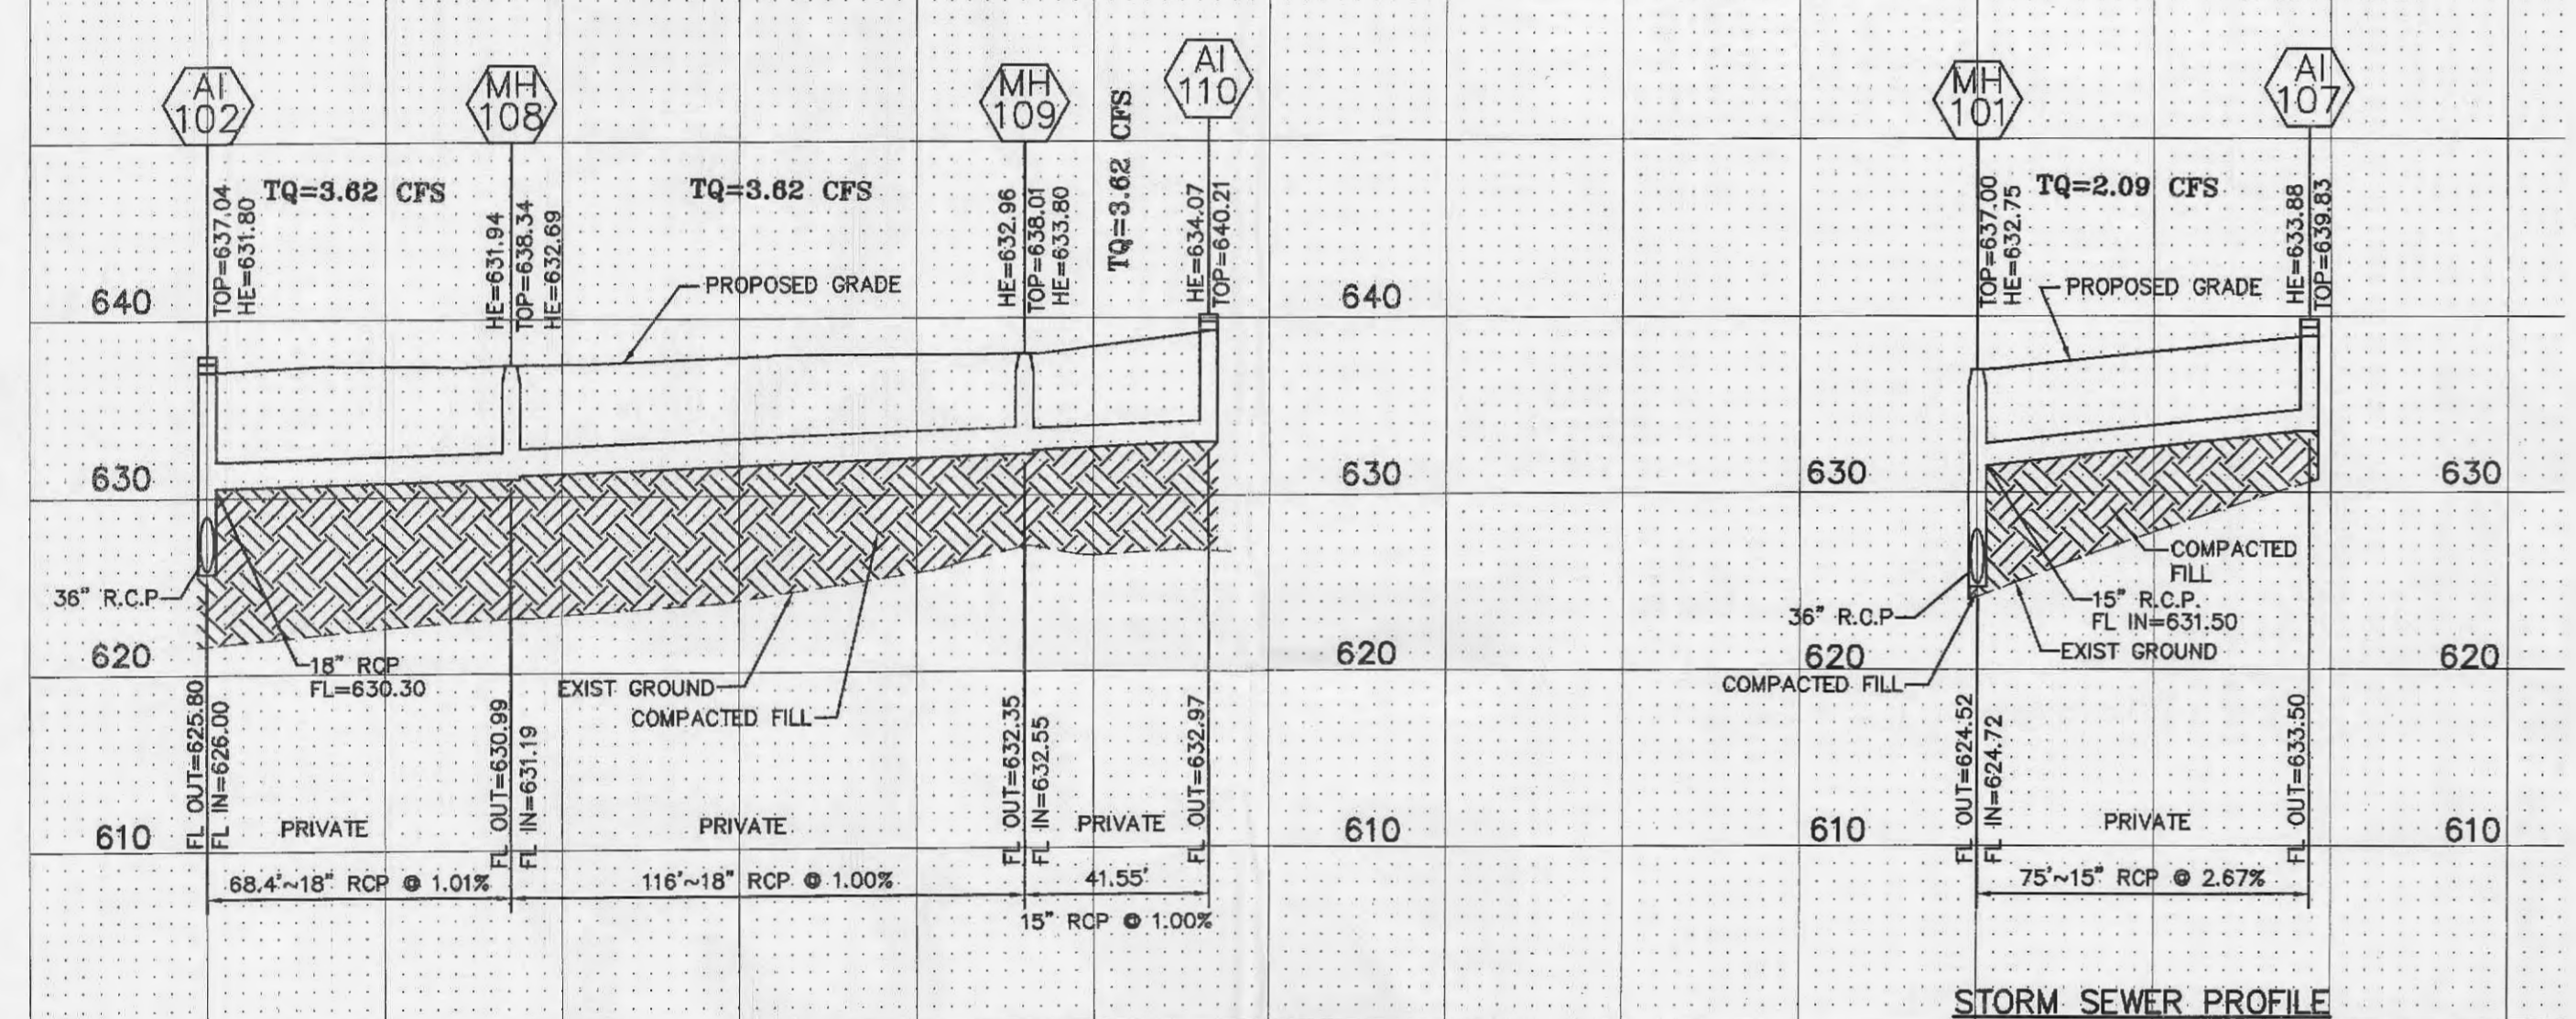 AI
102
MH
108
MH
109
AI
110
MH
101
AI
107
TOP=637.04
HE=631.80
TQ=3.62 CFS
HE=631.94
TOP=638.34
HE=632.69
TQ=3.62 CFS
HE=632.96
TOP=638.01
HE=633.80
TQ=3.62 CFS
HE=634.07
TOP=640.21
TOP=637.00
HE=632.75
TQ=2.09 CFS
HE=633.88
TOP=639.83
PROPOSED GRADE
PROPOSED GRADE
640
640
630
630
630
630
36" R.C.P
18" RCP
FL=630.30
EXIST GROUND
COMPACTED FILL
COMPACTED
FILL
15" R.C.P.
FL IN=631.50
36" R.C.P
EXIST GROUND
COMPACTED FILL
620
620
620
620
FL OUT=625.80
FL IN=626.00
FL OUT=630.99
FL IN=631.19
FL OUT=632.35
FL IN=632.55
FL OUT=632.97
FL OUT=624.52
FL IN=624.72
FL OUT=633.50
610
PRIVATE
PRIVATE
PRIVATE
610
610
PRIVATE
610
68.4'~18" RCP @ 1.01%
116'~18" RCP @ 1.00%
41.55'
15" RCP @ 1.00%
75'~15" RCP @ 2.67%
STORM SEWER PROFILE